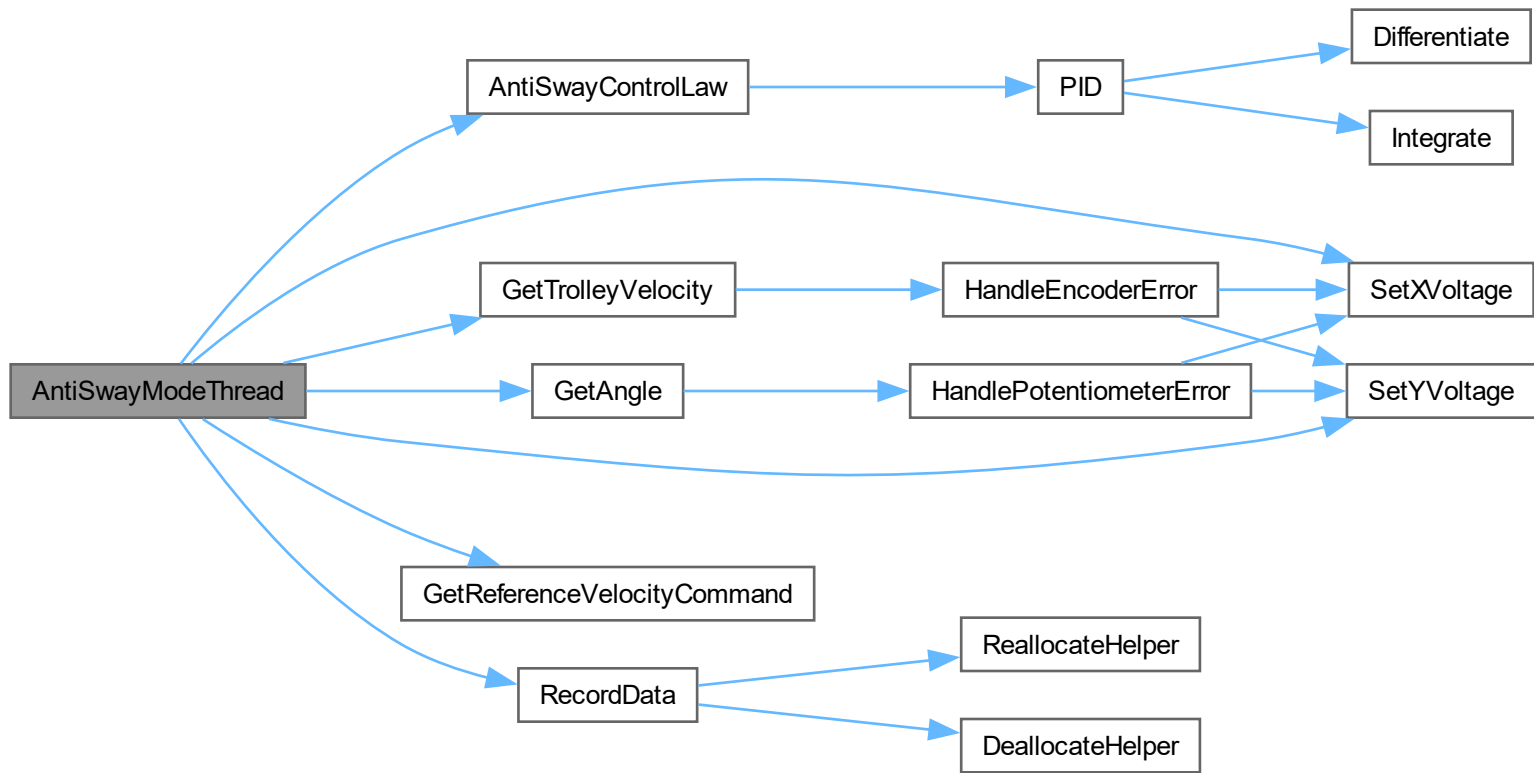 Differentiate
AntiSwayControlLaw
PID
Integrate
GetTrolleyVelocity
HandleEncoderError
SetXVoltage
AntiSwayModeThread
GetAngle
HandlePotentiometerError
SetYVoltage
GetReferenceVelocityCommand
ReallocateHelper
RecordData
DeallocateHelper